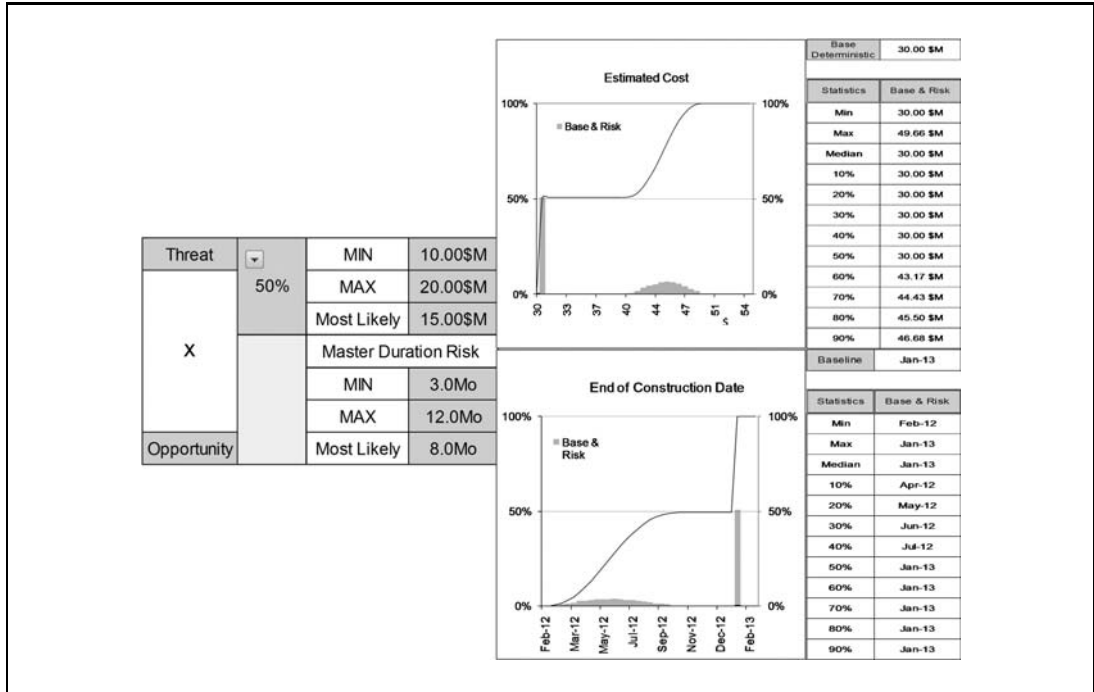 Threat
50%
MIN 10.00$M
MAX 20.00$M
Most Likely 15.00$M
X
Master Duration Risk
MIN 3.0Mo
MAX 12.0Mo
Opportunity
Most Likely 8.0Mo
Estimated Cost
100% 100%
Base & Risk
50% 50%
0% 0%
30 33 37 40 44 47 51 54
$
Base
Deterministic 30.00 $M
Statistics Base & Risk
Min 30.00 $M
Max 49.66 $M
Median 30.00 $M
10% 30.00 $M
20% 30.00 $M
30% 30.00 $M
40% 30.00 $M
50% 30.00 $M
60% 43.17 $M
70% 44.43 $M
80% 45.50 $M
90% 46.68 $M
End of Construction Date
100% 100%
Base &
Risk
50% 50%
0% 0%
Feb-12 Mar-12 May-12 Jul-12 Sep-12 Nov-12 Dec-12 Feb-13
Baseline Jan-13
Statistics Base & Risk
Min Feb-12
Max Jan-13
Median Jan-13
10% Apr-12
20% May-12
30% Jun-12
40% Jul-12
50% Jan-13
60% Jan-13
70% Jan-13
80% Jan-13
90% Jan-13